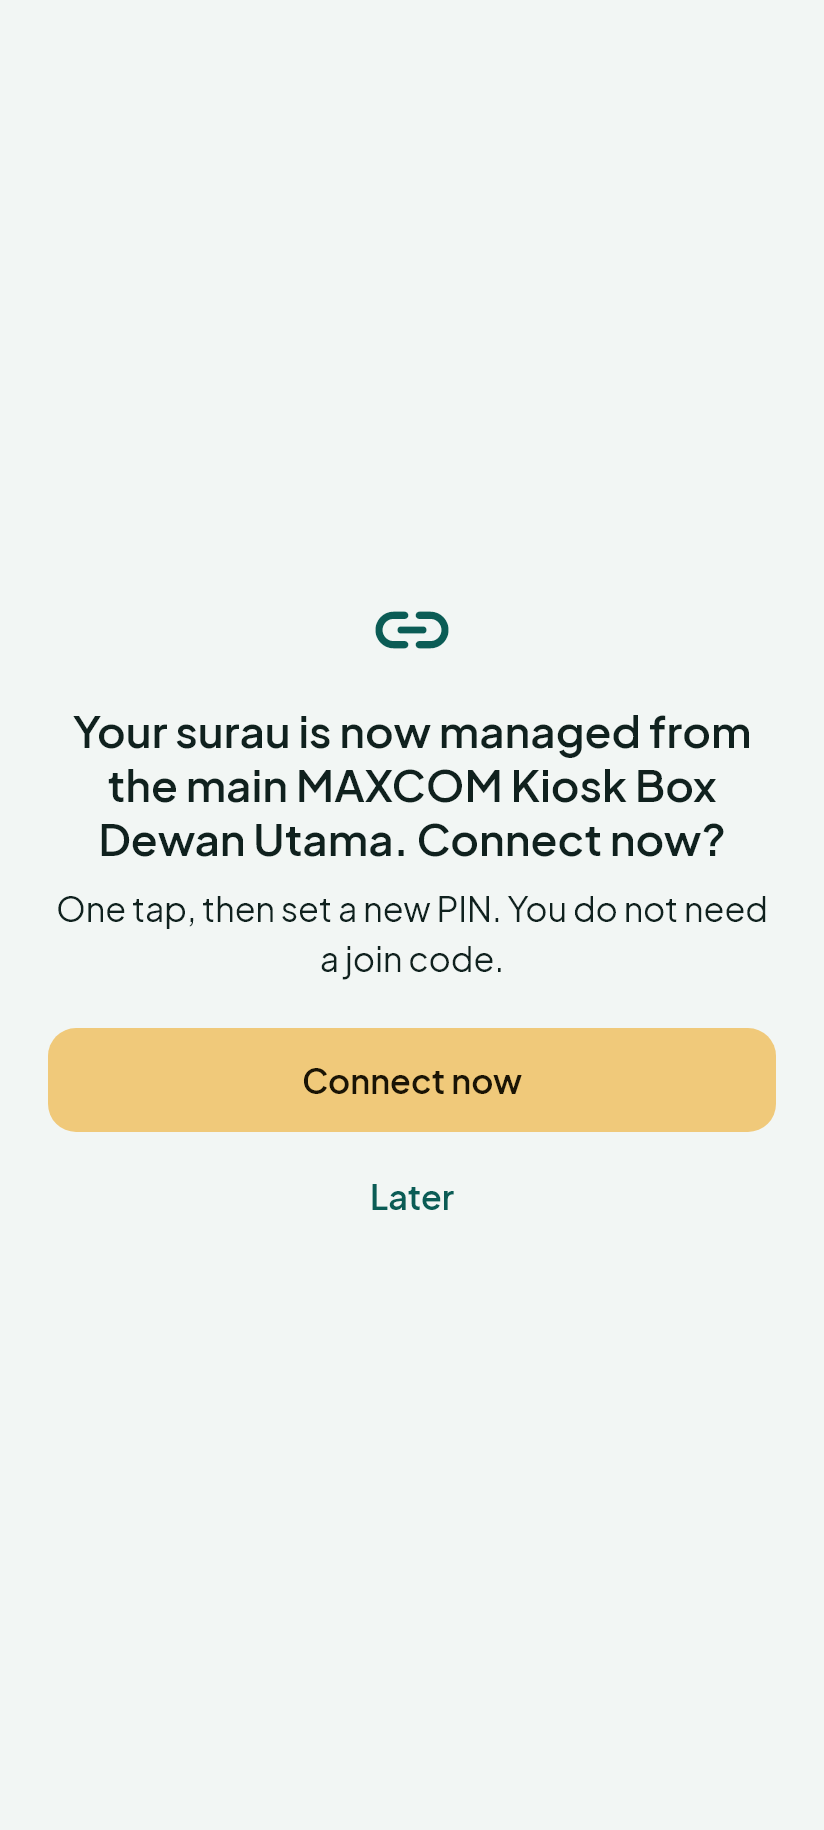 Your surau is now managed from
the main MAXCOM Kiosk Box
Dewan Utama. Connect now?
One tap, then set a new PIN. You do not need
a join code.
Connect now
Later